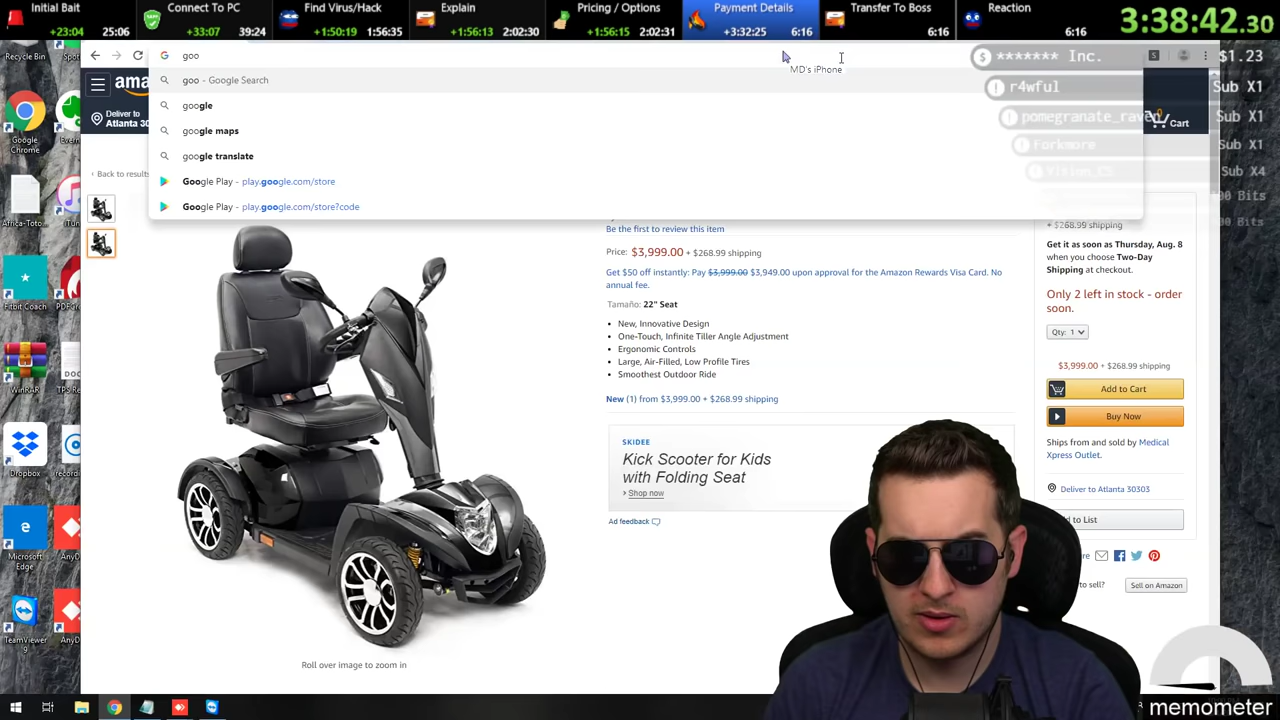 Initial Bait
+23:04 25:06
Connect To PC
+33:07 39:24
Find Virus/Hack
+1:50:19 1:56:35
Explain
+1:56:13 2:02:30
Pricing / Options
+1:56:15 2:02:31
Payment Details
+3:32:25 6:16
Transfer To Boss
6:16
Reaction
6:16
3:38:42.30
Recycle Bin
goo
MD's iPhone
******* Inc.
$1.23
goo - Google Search
r4wful
Sub X1
google
Sub X1
google maps
Forkmore
Sub X1
google translate
Sub X4
Google Play - play.google.com/store
Google Play - play.google.com/store?code
Bits
Deliver to
Atlanta 30
Cart
Google
Chrome
‹ Back to results
Be the first to review this item
Price: $3,999.00 + $268.99 shipping
Get $50 off instantly: Pay $3,999.00 $3,949.00 upon approval for the Amazon Rewards Visa Card. No
annual fee.
Tamaño: 22" Seat
• New, Innovative Design
• One-Touch, Infinite Tiller Angle Adjustment
• Ergonomic Controls
• Large, Air-Filled, Low Profile Tires
• Smoothest Outdoor Ride
New (1) from $3,999.00 + $268.99 shipping
SKIDEE
Kick Scooter for Kids
with Folding Seat
› Shop now
Ad feedback
Roll over image to zoom in
+ $268.99 shipping
Get it as soon as Thursday, Aug. 8
when you choose Two-Day
Shipping at checkout.
Only 2 left in stock - order
soon.
Qty: 1
$3,999.00 + $268.99 shipping
Add to Cart
Buy Now
Ships from and sold by Medical
Xpress Outlet.
Deliver to Atlanta 30303
to List
to sell?
Sell on Amazon
Africa-Toto...
Fitbit Coach
WinRAR
Dropbox
Microsoft
Edge
TeamViewer
9
memometer